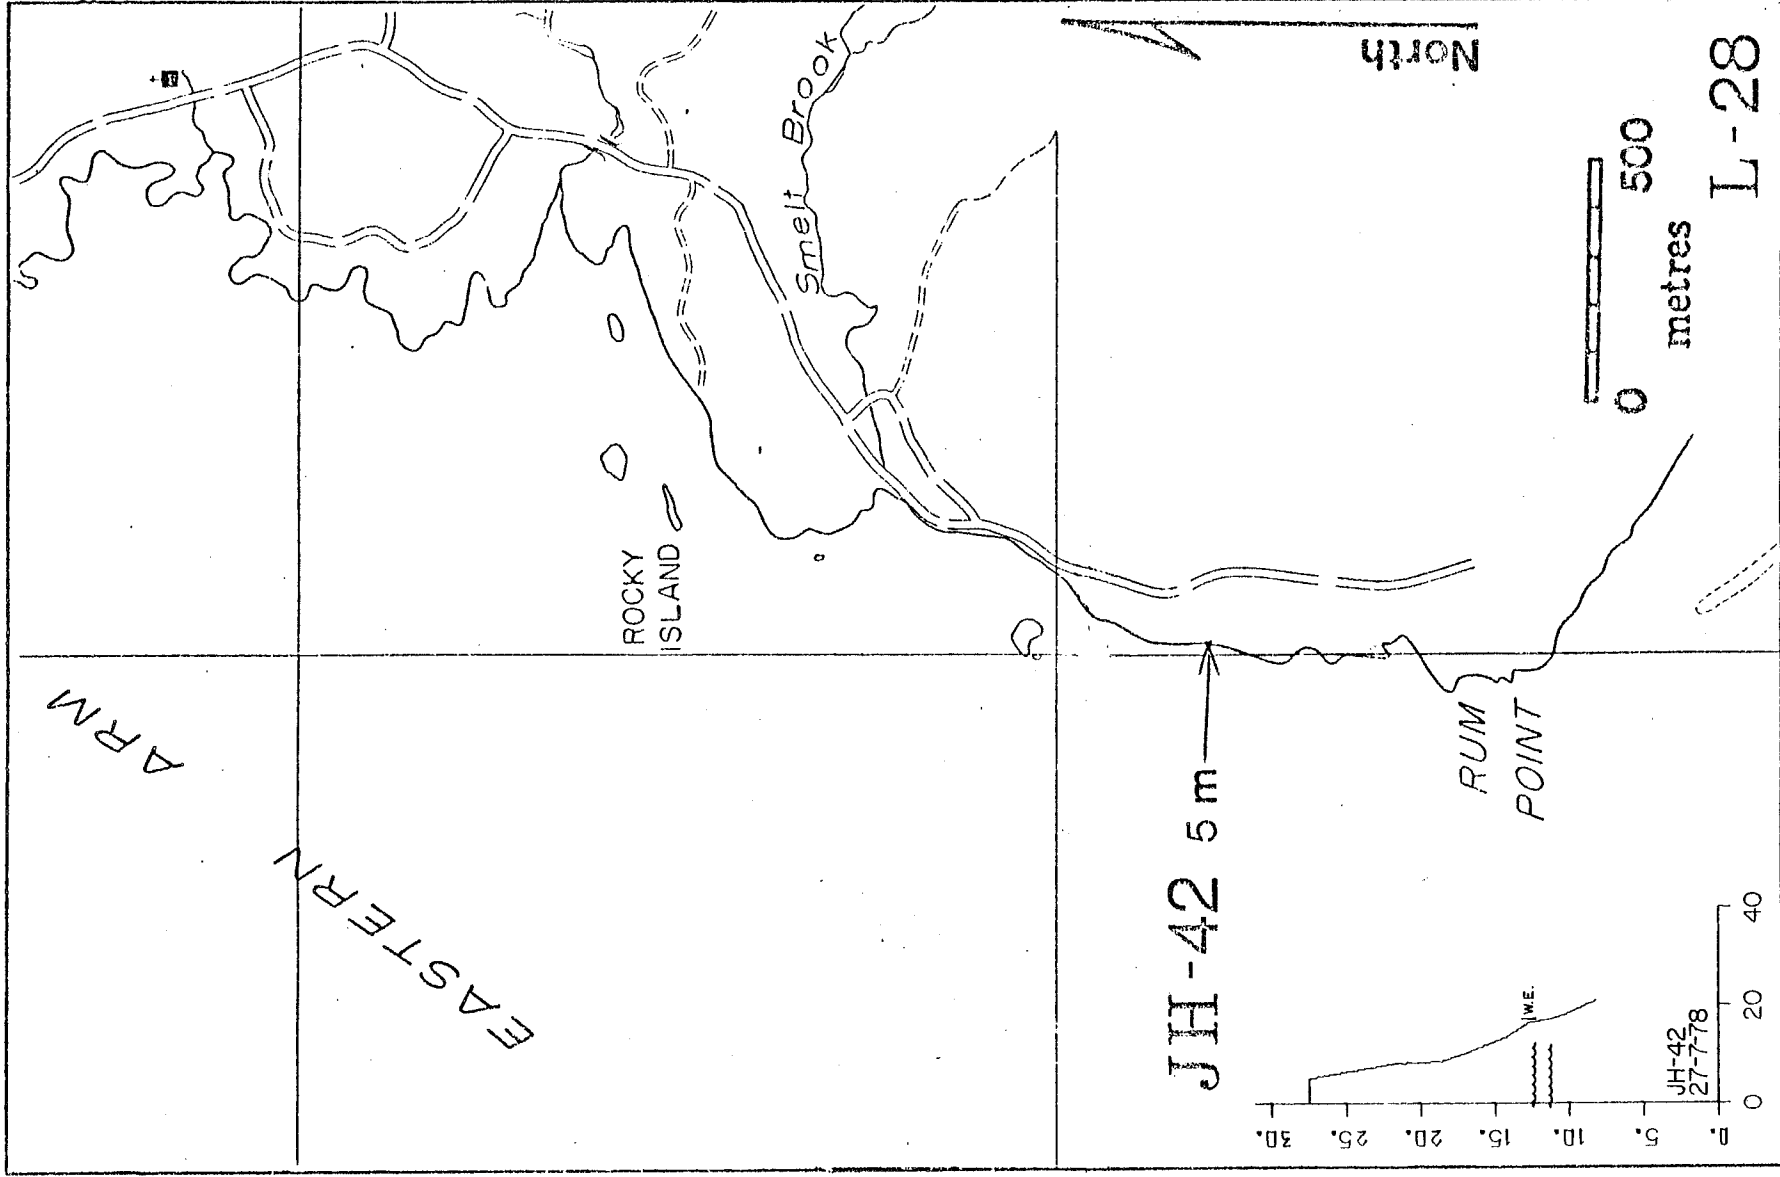 North
L-28
0 500
metres
Smelt Brook
ROCKY
ISLAND
EASTERN ARM
RUM
POINT
JH-42 5 m
W.E.
JH-42
27-7-78
30.
25.
20.
15.
10.
5.
0.
0 20 40